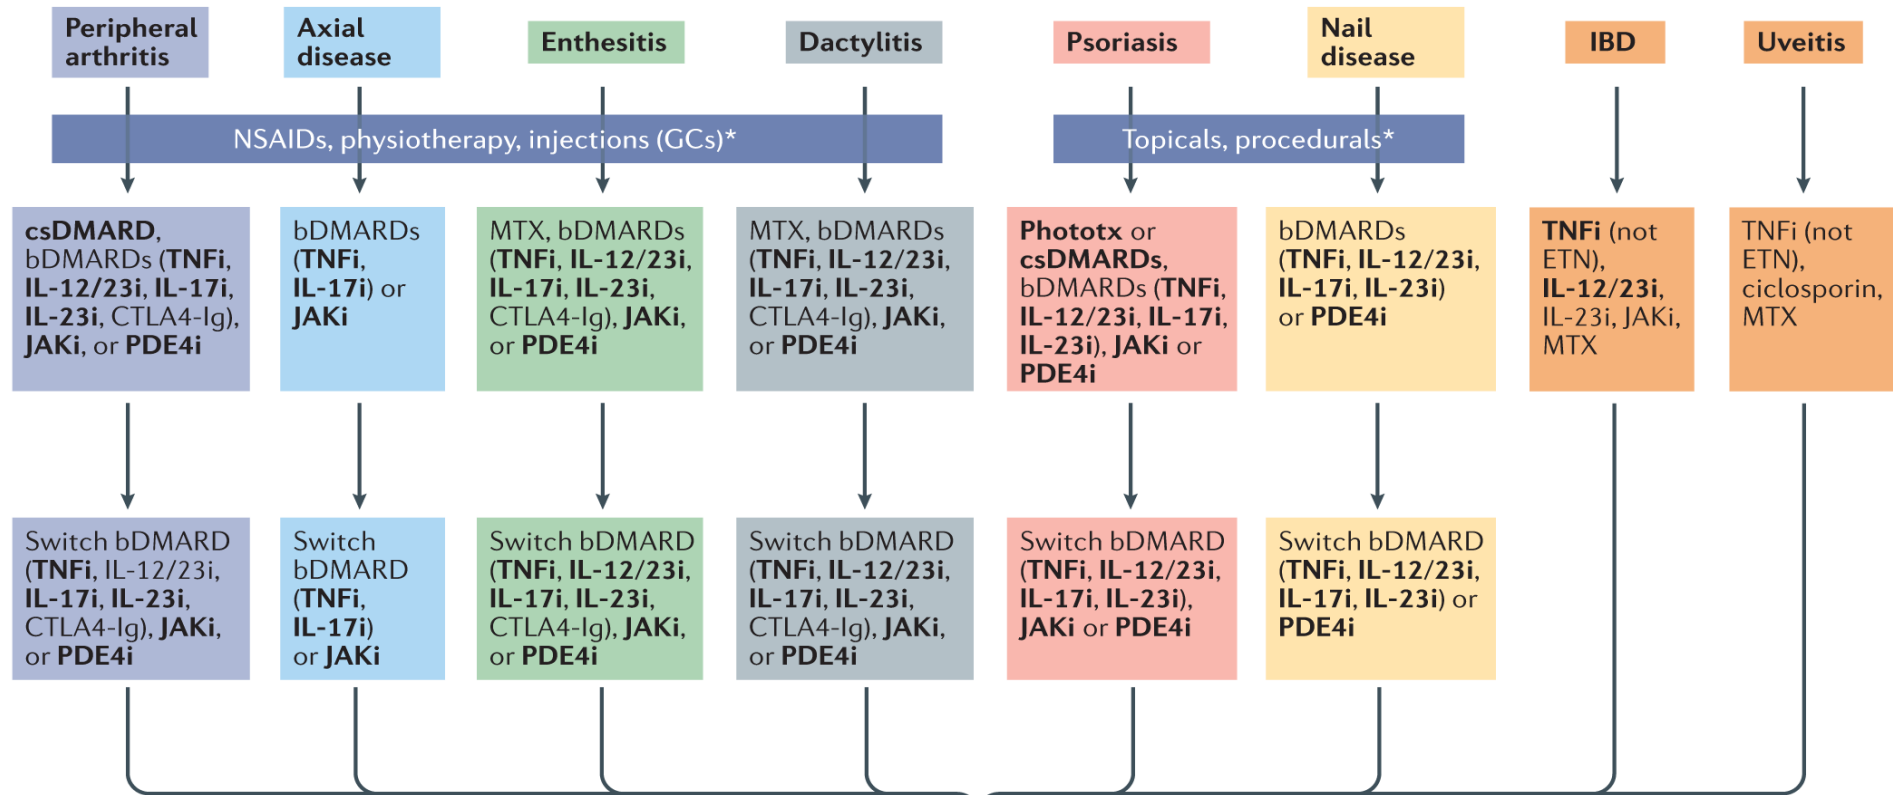 Peripheral
arthritis
Axial
disease
Enthesitis
Dactylitis
Psoriasis
Nail
disease
IBD
Uveitis
NSAIDs, physiotherapy, injections (GCs)*
Topicals, procedurals*
csDMARD,
bDMARDs (TNFi,
IL-12/23i, IL-17i,
IL-23i, CTLA4-Ig),
JAKi, or PDE4i
bDMARDs
(TNFi,
IL-17i) or
JAKi
MTX, bDMARDs
(TNFi, IL-12/23i,
IL-17i, IL-23i,
CTLA4-Ig), JAKi,
or PDE4i
MTX, bDMARDs
(TNFi, IL-12/23i,
IL-17i, IL-23i,
CTLA4-Ig), JAKi,
or PDE4i
Phototx or
csDMARDs,
bDMARDs (TNFi,
IL-12/23i, IL-17i,
IL-23i), JAKi or
PDE4i
bDMARDs
(TNFi, IL-12/23i,
IL-17i, IL-23i)
or PDE4i
TNFi (not
ETN),
IL-12/23i,
IL-23i, JAKi,
MTX
TNFi (not
ETN),
ciclosporin,
MTX
Switch bDMARD
(TNFi, IL-12/23i,
IL-17i, IL-23i,
CTLA4-Ig), JAKi,
or PDE4i
Switch
bDMARD
(TNFi,
IL-17i)
or JAKi
Switch bDMARD
(TNFi, IL-12/23i,
IL-17i, IL-23i,
CTLA4-Ig), JAKi,
or PDE4i
Switch bDMARD
(TNFi, IL-12/23i,
IL-17i, IL-23i,
CTLA4-Ig), JAKi,
or PDE4i
Switch bDMARD
(TNFi, IL-12/23i,
IL-17i, IL-23i),
JAKi or PDE4i
Switch bDMARD
(TNFi, IL-12/23i,
IL-17i, IL-23i) or
PDE4i